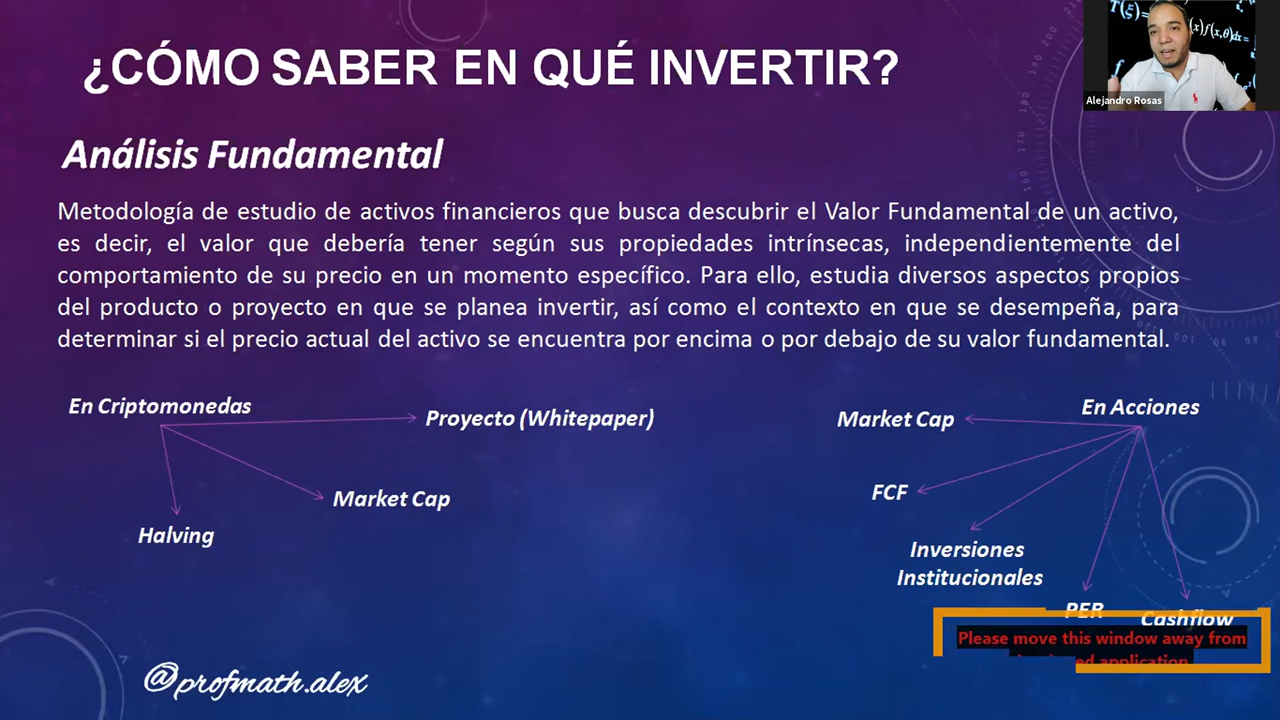 ¿CÓMO SABER EN QUÉ INVERTIR?
Alejandro Rosas
Análisis Fundamental
Metodología de estudio de activos financieros que busca descubrir el Valor Fundamental de un activo,
es decir, el valor que debería tener según sus propiedades intrínsecas, independientemente del
comportamiento de su precio en un momento específico. Para ello, estudia diversos aspectos propios
del producto o proyecto en que se planea invertir, así como el contexto en que se desempeña, para
determinar si el precio actual del activo se encuentra por encima o por debajo de su valor fundamental.
En Criptomonedas
Proyecto (Whitepaper)
Market Cap
Halving
En Acciones
Market Cap
FCF
Inversiones
Institucionales
PER
Cashflow
Please move this window away from
application
@profmath.alex